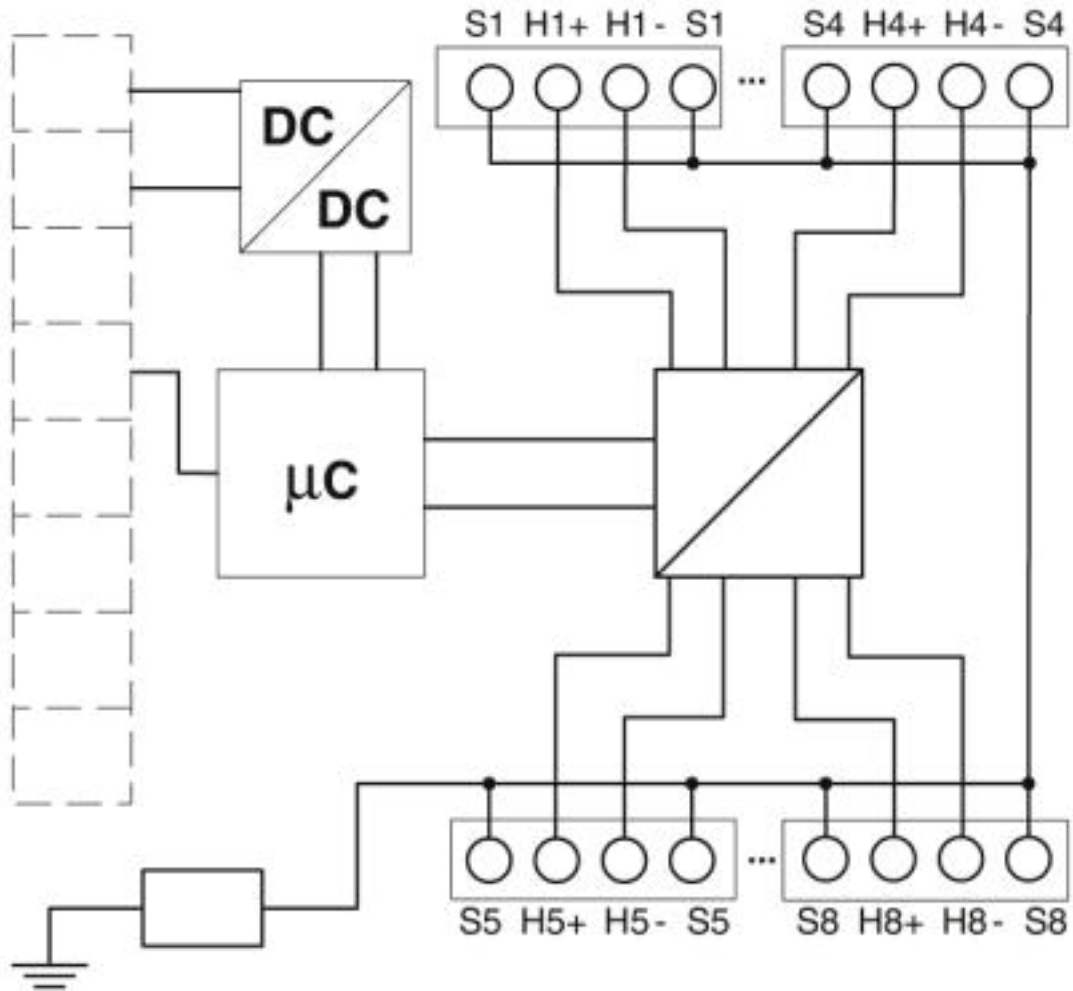 S1 H1+ H1- S1 ... S4 H4+ H4- S4
DC
DC
μC
S5 H5+ H5- S5 ... S8 H8+ H8- S8